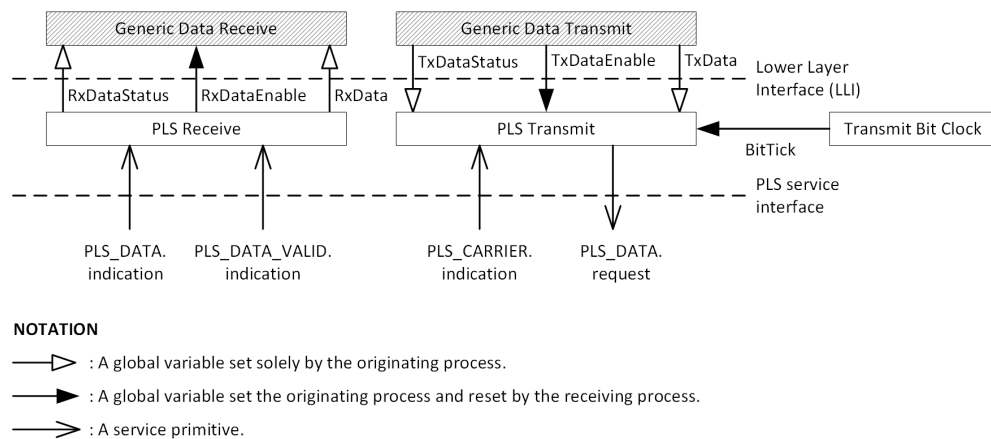 Generic Data Receive
Generic Data Transmit
RxDataStatus
RxDataEnable
RxData
TxDataStatus
TxDataEnable
TxData
Lower Layer
Interface (LLI)
PLS Receive
PLS Transmit
Transmit Bit Clock
BitTick
PLS service
interface
PLS_DATA.
indication
PLS_DATA_VALID.
indication
PLS_CARRIER.
indication
PLS_DATA.
request
NOTATION
: A global variable set solely by the originating process.
: A global variable set the originating process and reset by the receiving process.
: A service primitive.